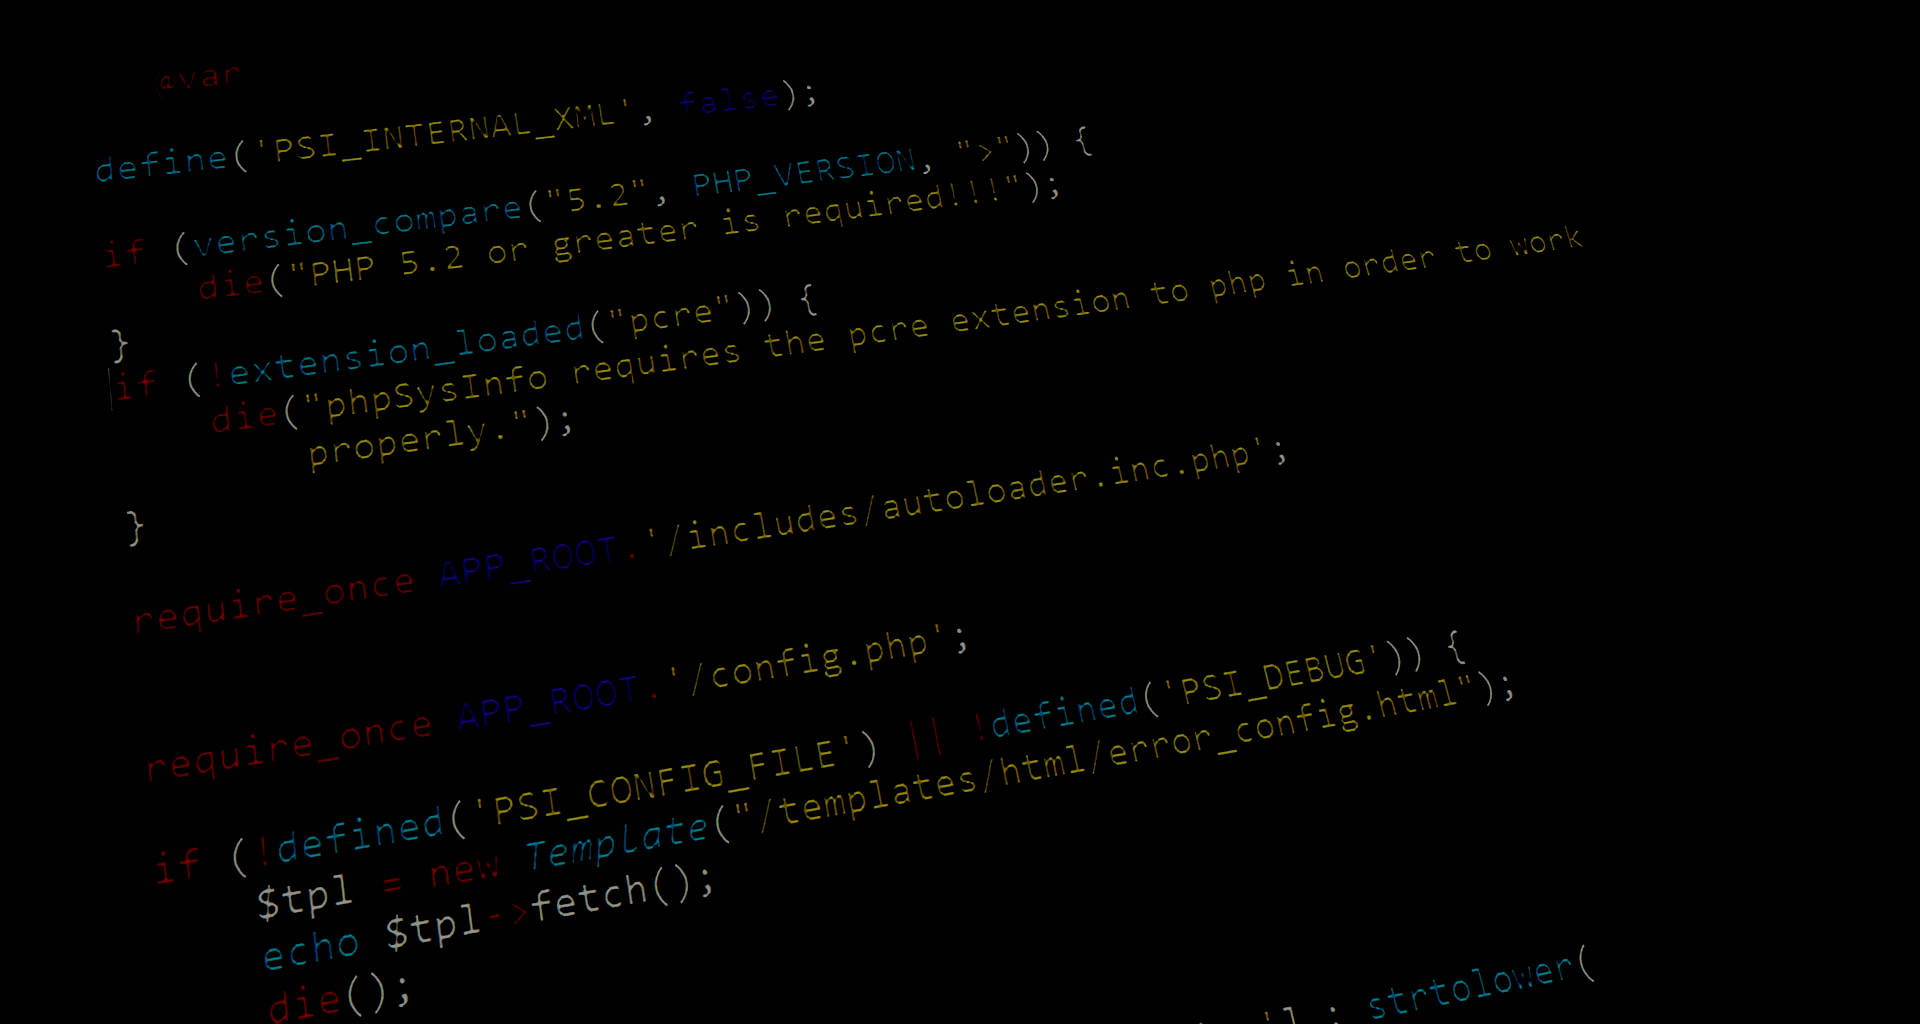 @var
define('PSI_INTERNAL_XML', false);
if (version_compare("5.2", PHP_VERSION, ">")) {
die("PHP 5.2 or greater is required!!!");
}
if (!extension_loaded("pcre")) {
die("phpSysInfo requires the pcre extension to php in order to work
properly.");
}
require_once APP_ROOT.'/includes/autoloader.inc.php';
require_once APP_ROOT.'/config.php';
if (!defined('PSI_CONFIG_FILE') || !defined('PSI_DEBUG')) {
$tpl = new Template("/templates/html/error_config.html");
echo $tpl->fetch();
die();
strtolower(